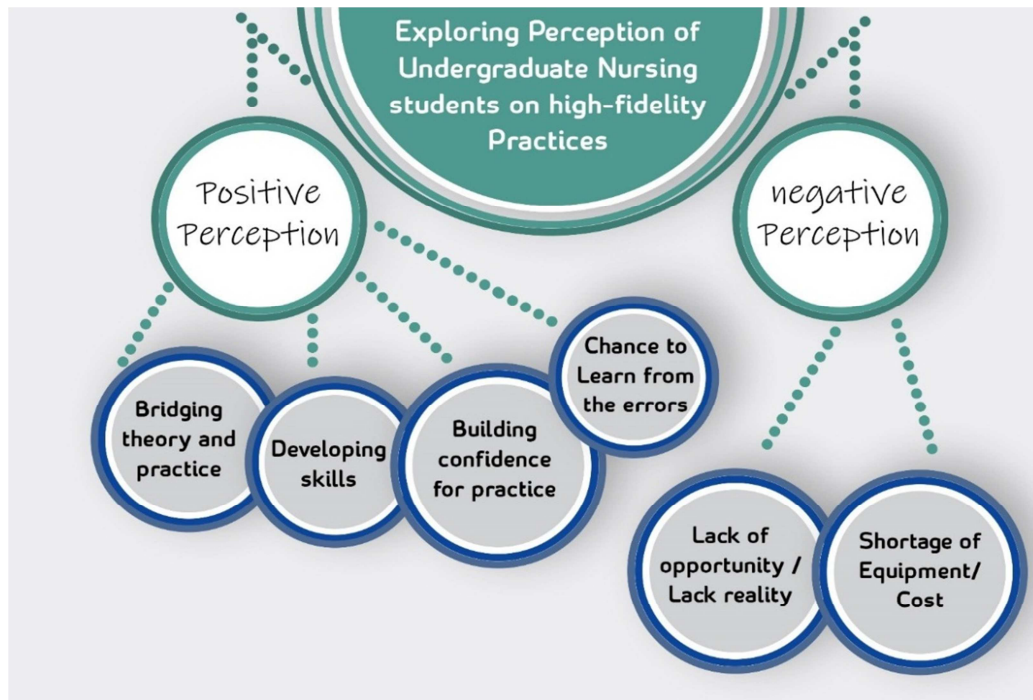 Exploring Perception of
Undergraduate Nursing
students on high-fidelity
Practices
Positive
Perception
negative
Perception
Bridging
theory and
practice
Developing
skills
Building
confidence
for practice
Chance to
Learn from
the errors
Lack of
opportunity /
Lack reality
Shortage of
Equipment/
Cost